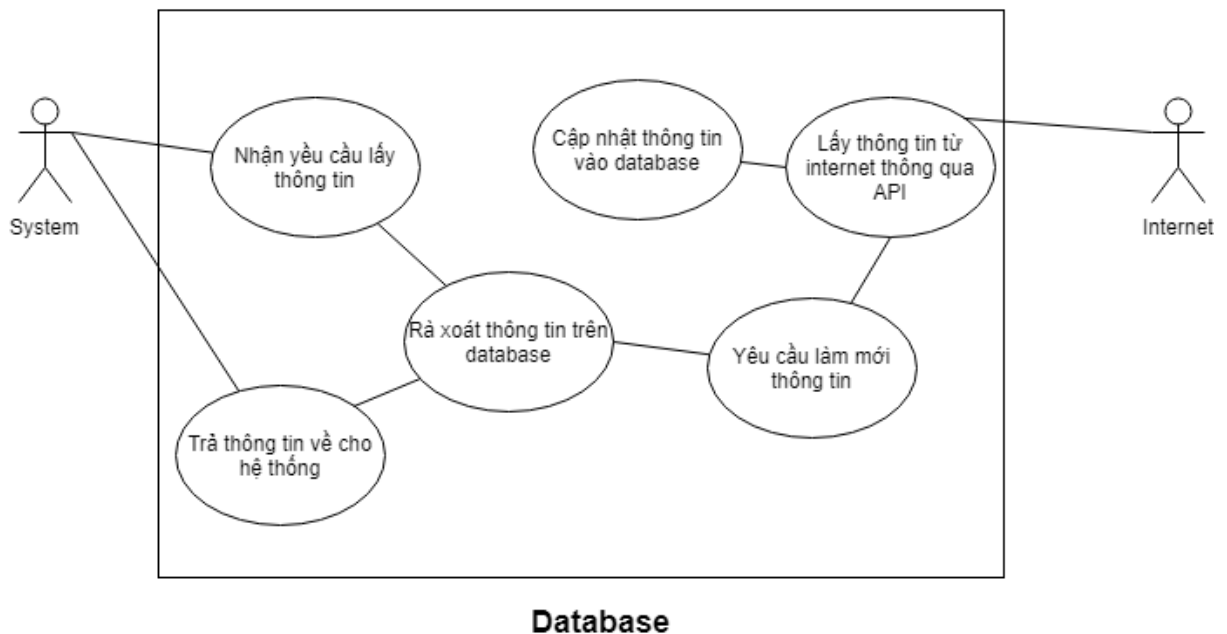 Nhận yều cầu lấy
thông tin
Cập nhật thông tin
vào database
Lấy thông tin từ
internet thông qua
API
System
Internet
Rà xoát thông tin trên
database
Yêu cầu làm mới
thông tin
Trả thông tin về cho
hệ thống
Database